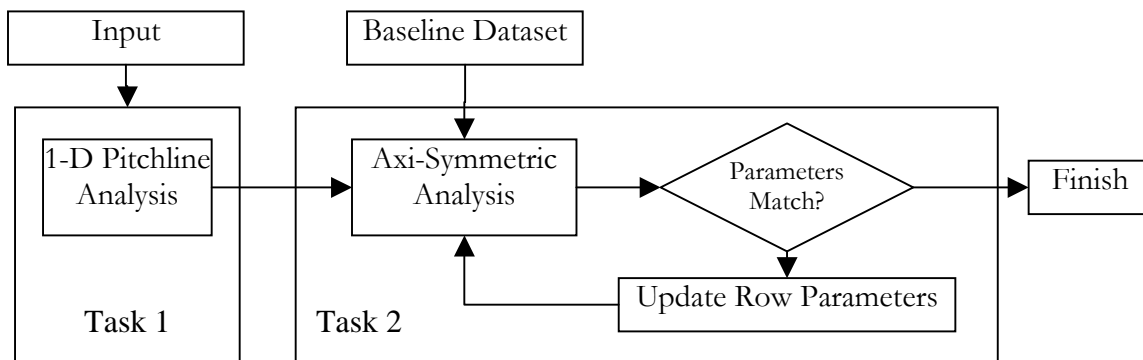 Input
Baseline Dataset
1-D Pitchline
Analysis
Axi-Symmetric
Analysis
Parameters
Match?
Finish
Update Row Parameters
Task 1
Task 2